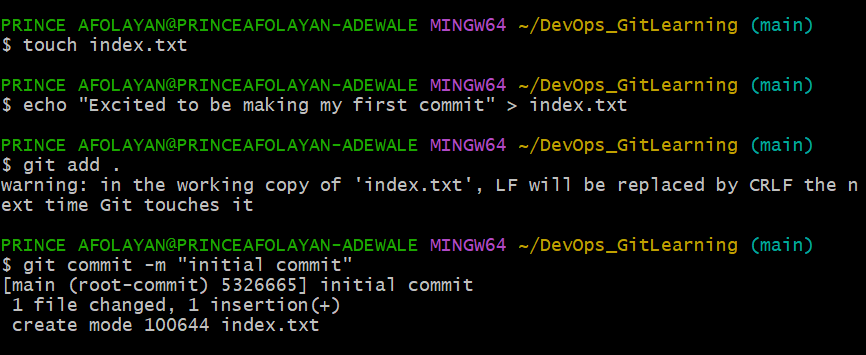 PRINCE AFOLAYAN@PRINCEAFOLAYAN-ADEWALE MINGW64 ~/DevOps_GitLearning (main)
$ touch index.txt
PRINCE AFOLAYAN@PRINCEAFOLAYAN-ADEWALE MINGW64 ~/DevOps_GitLearning (main)
$ echo "Excited to be making my first commit" > index.txt
PRINCE AFOLAYAN@PRINCEAFOLAYAN-ADEWALE MINGW64 ~/DevOps_GitLearning (main)
$ git add .
warning: in the working copy of 'index.txt', LF will be replaced by CRLF the n
ext time Git touches it
PRINCE AFOLAYAN@PRINCEAFOLAYAN-ADEWALE MINGW64 ~/DevOps_GitLearning (main)
$ git commit -m "initial commit"
[main (root-commit) 5326665] initial commit
 1 file changed, 1 insertion(+)
 create mode 100644 index.txt